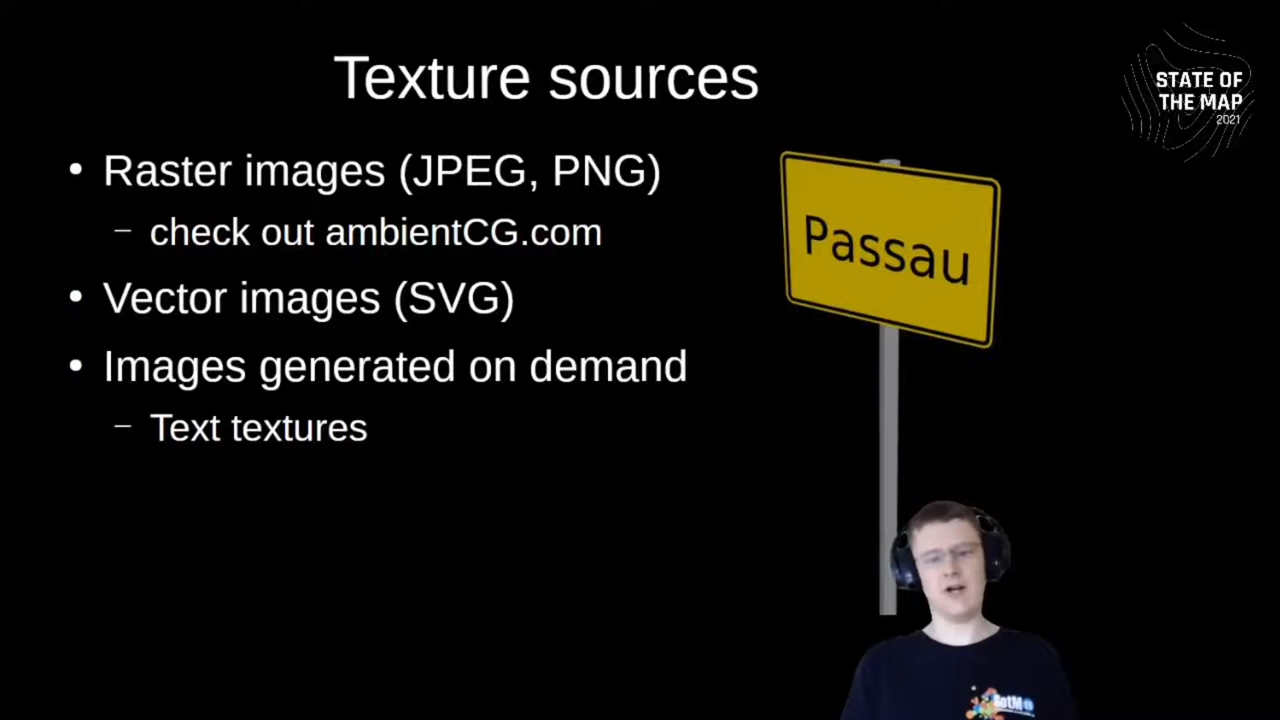 Texture sources
STATE OF
THE MAP
2021
• Raster images (JPEG, PNG)
– check out ambientCG.com
• Vector images (SVG)
• Images generated on demand
– Text textures
Passau
SotM